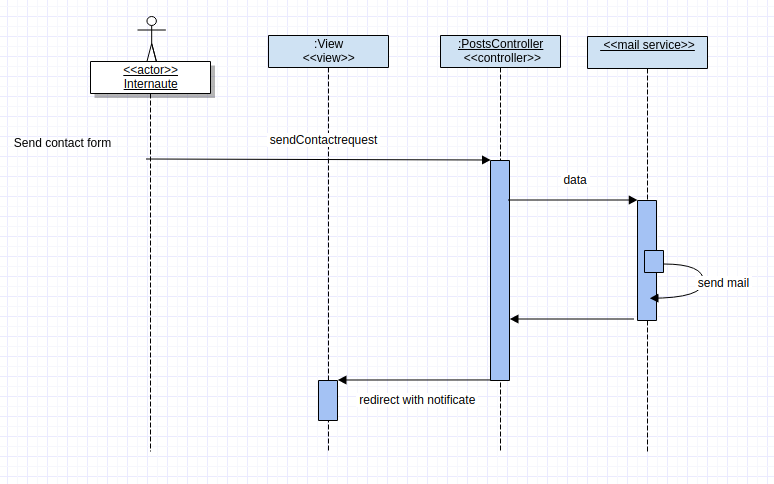 <<actor>>
Internaute
:View
<<view>>
:PostsController
<<controller>>
<<mail service>>
Send contact form
sendContactrequest
data
send mail
redirect with notificate